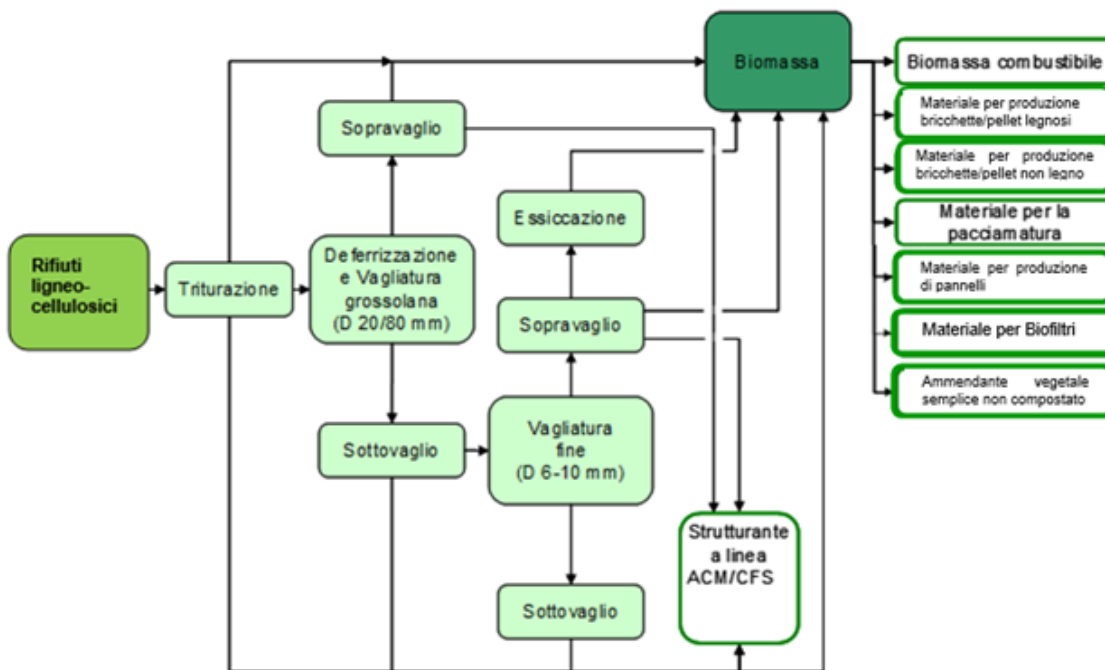 Rifiuti
ligneo-
cellulosici
Triturazione
Sopravaglio
Deferrizzazione
e Vagliatura
grossolana
(D 20/80 mm)
Sottovaglio
Essiccazione
Sopravaglio
Vagliatura
fine
(D 6-10 mm)
Sottovaglio
Biomassa
Strutturante
a linea
ACM/CFS
Biomassa combustibile
Materiale per produzione
bricchette/pellet legnosi
Materiale per produzione
bricchette/pellet non legno
Materiale per la
pacciamatura
Materiale per produzione
di pannelli
Materiale per Biofiltri
Ammendante vegetale
semplice non compostato